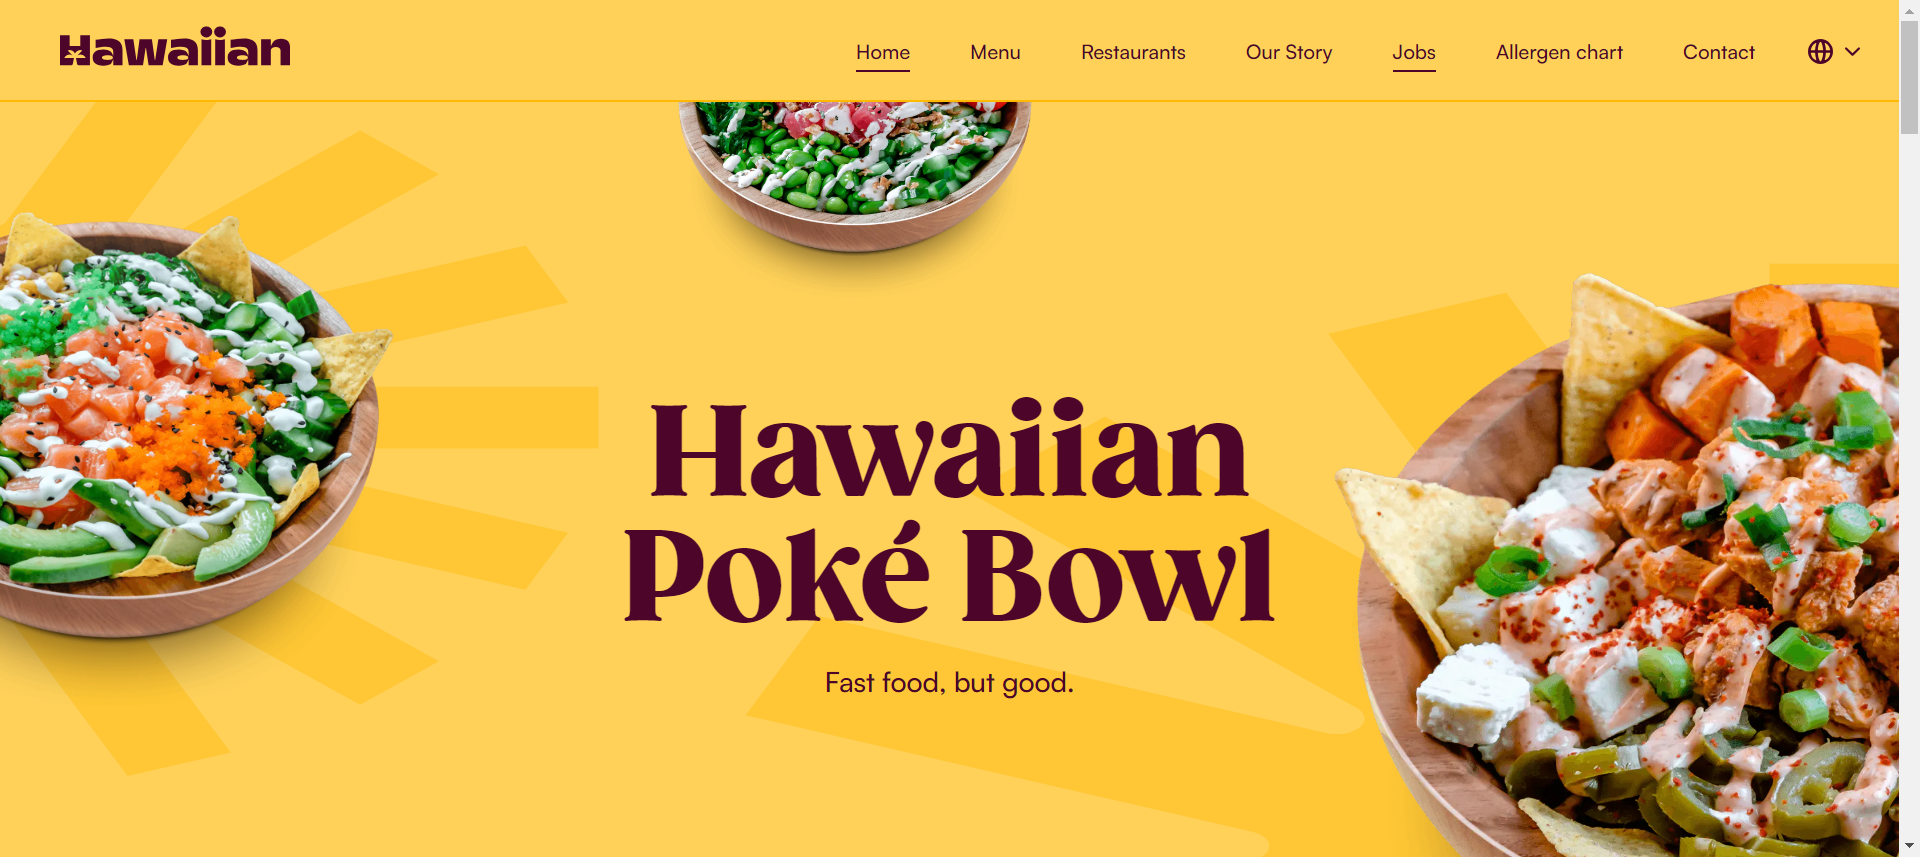 Hawaiian
Home Menu Restaurants Our Story Jobs Allergen chart Contact
Hawaiian
Poké Bowl
Fast food, but good.